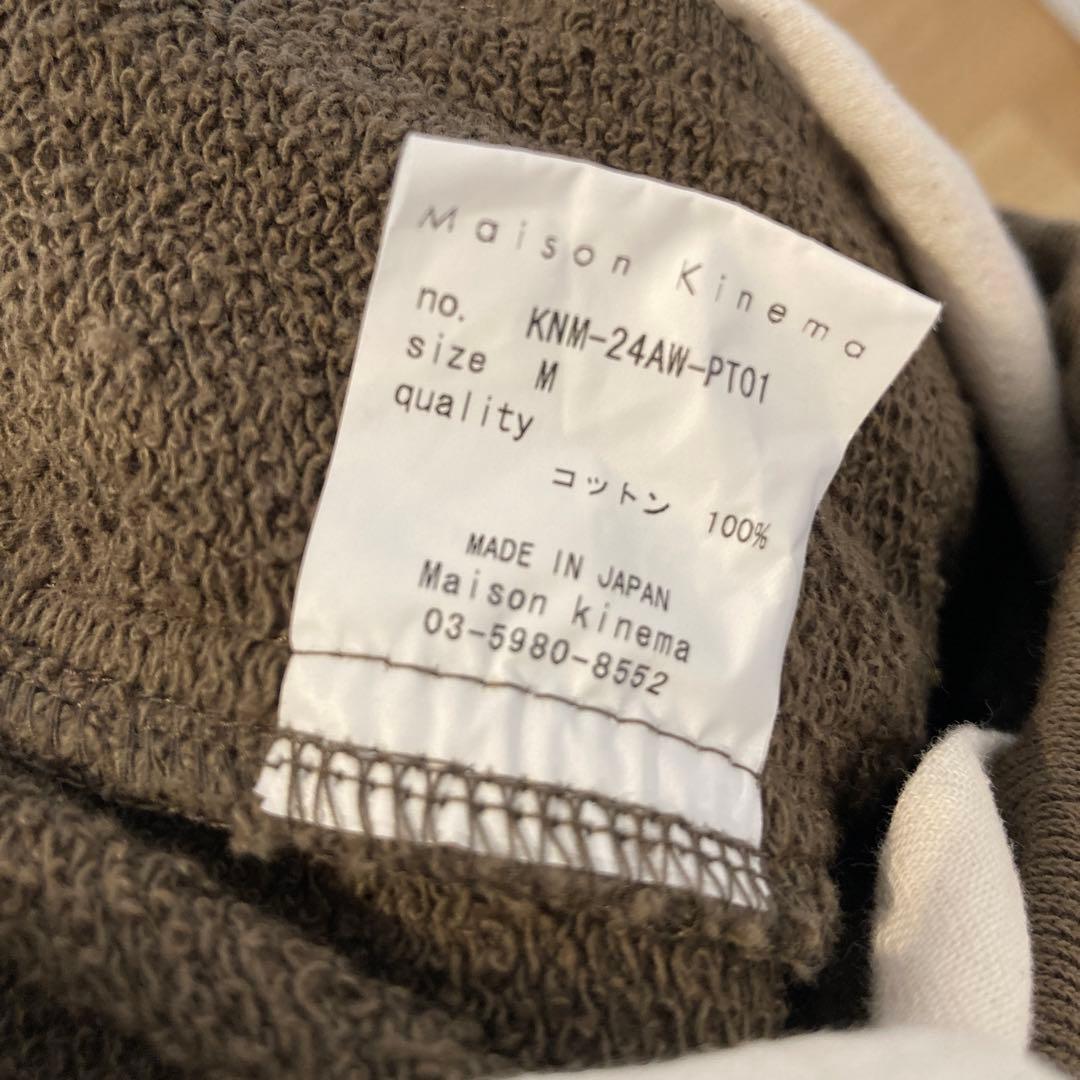 Maison Kinema
no. KNM-24AW-PT01
size M
quality
コットン 100%
MADE IN JAPAN
Maison kinema
03-5980-8552